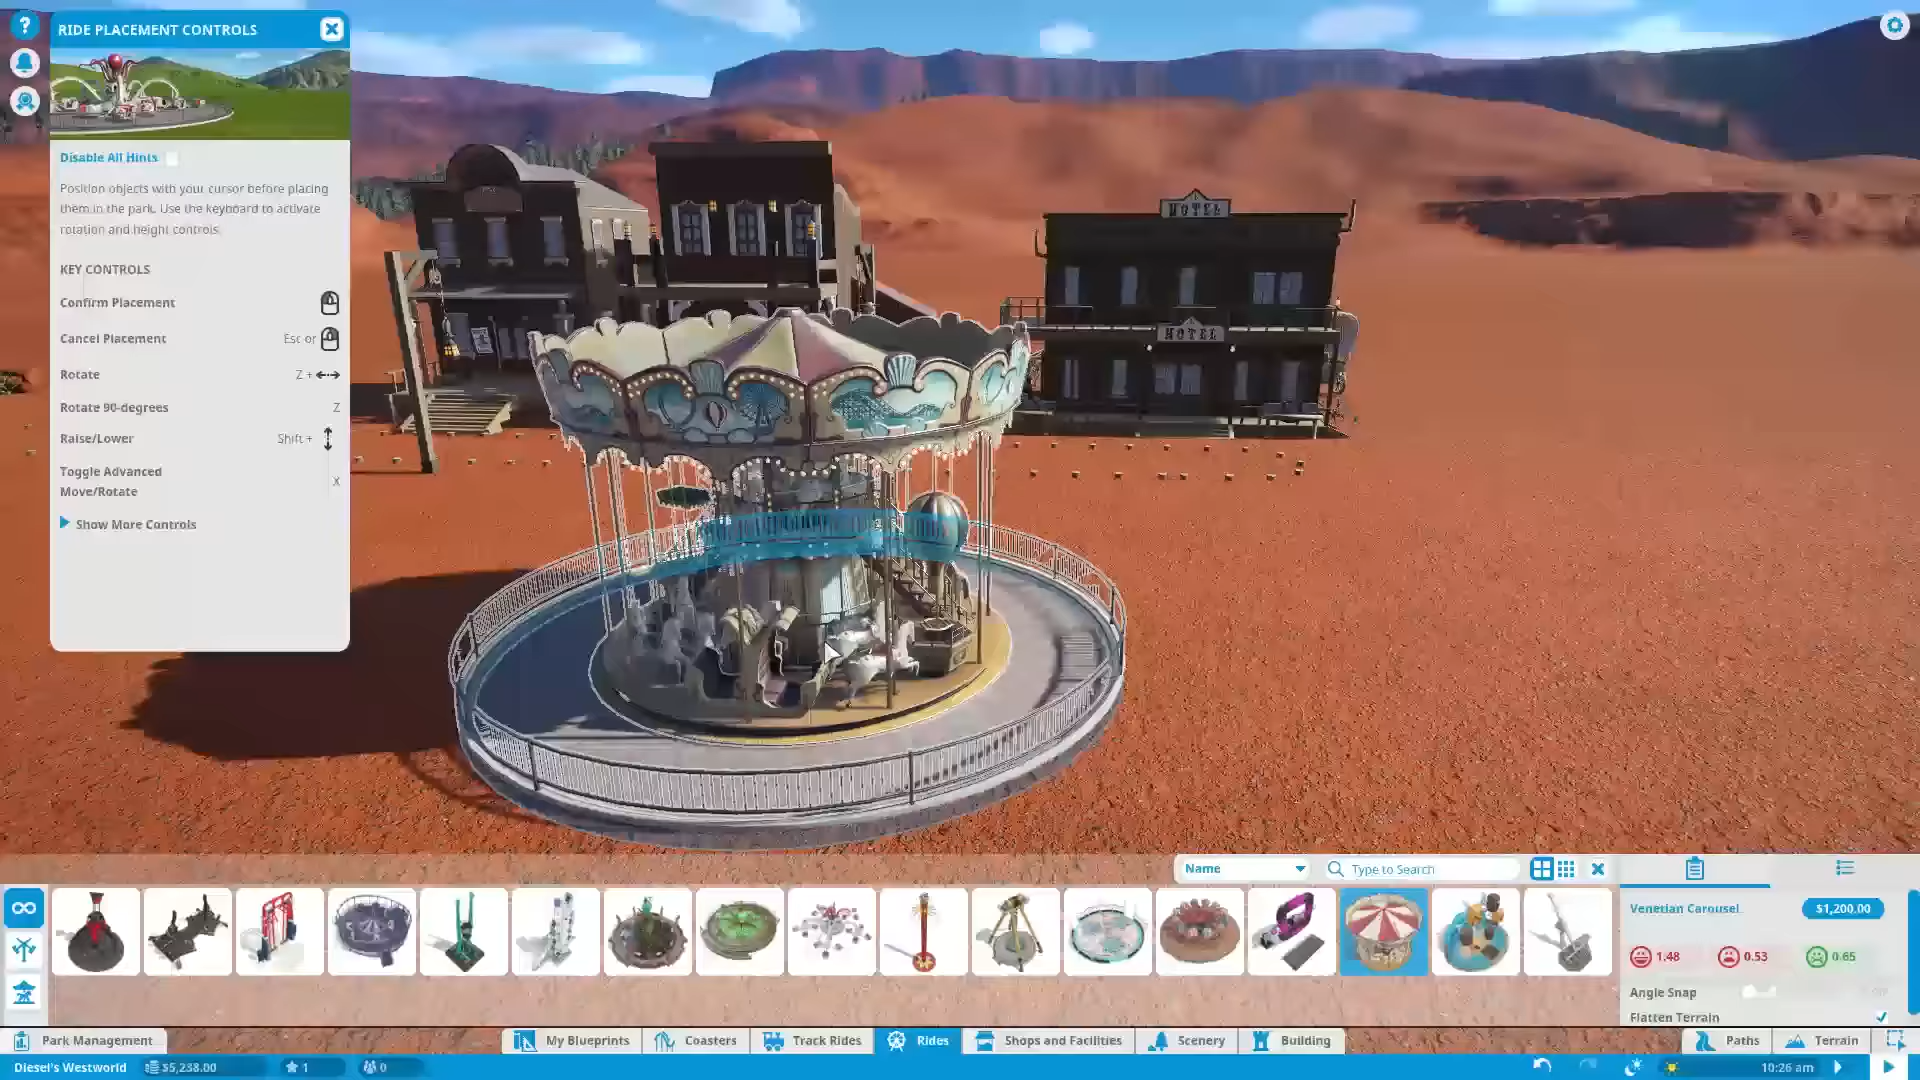 ?
RIDE PLACEMENT CONTROLS
Disable All Hints
Position objects with your cursor before placing
them in the park. Use the keyboard to activate
rotation and height controls.
KEY CONTROLS
Confirm Placement
Cancel Placement Esc or
Rotate Z +
Rotate 90-degrees Z
Raise/Lower Shift +
Toggle Advanced
Move/Rotate X
Show More Controls
HOTEL
HOTEL
Name
Type to Search
Venetian Carousel
$1,200.00
1.48 0.53 0.65
Angle Snap
Flatten Terrain
Park Management
My Blueprints
Coasters
Track Rides
Rides
Shops and Facilities
Scenery
Building
Paths
Terrain
Diesel's Westworld
$5,238.00
1
0
10:26 am